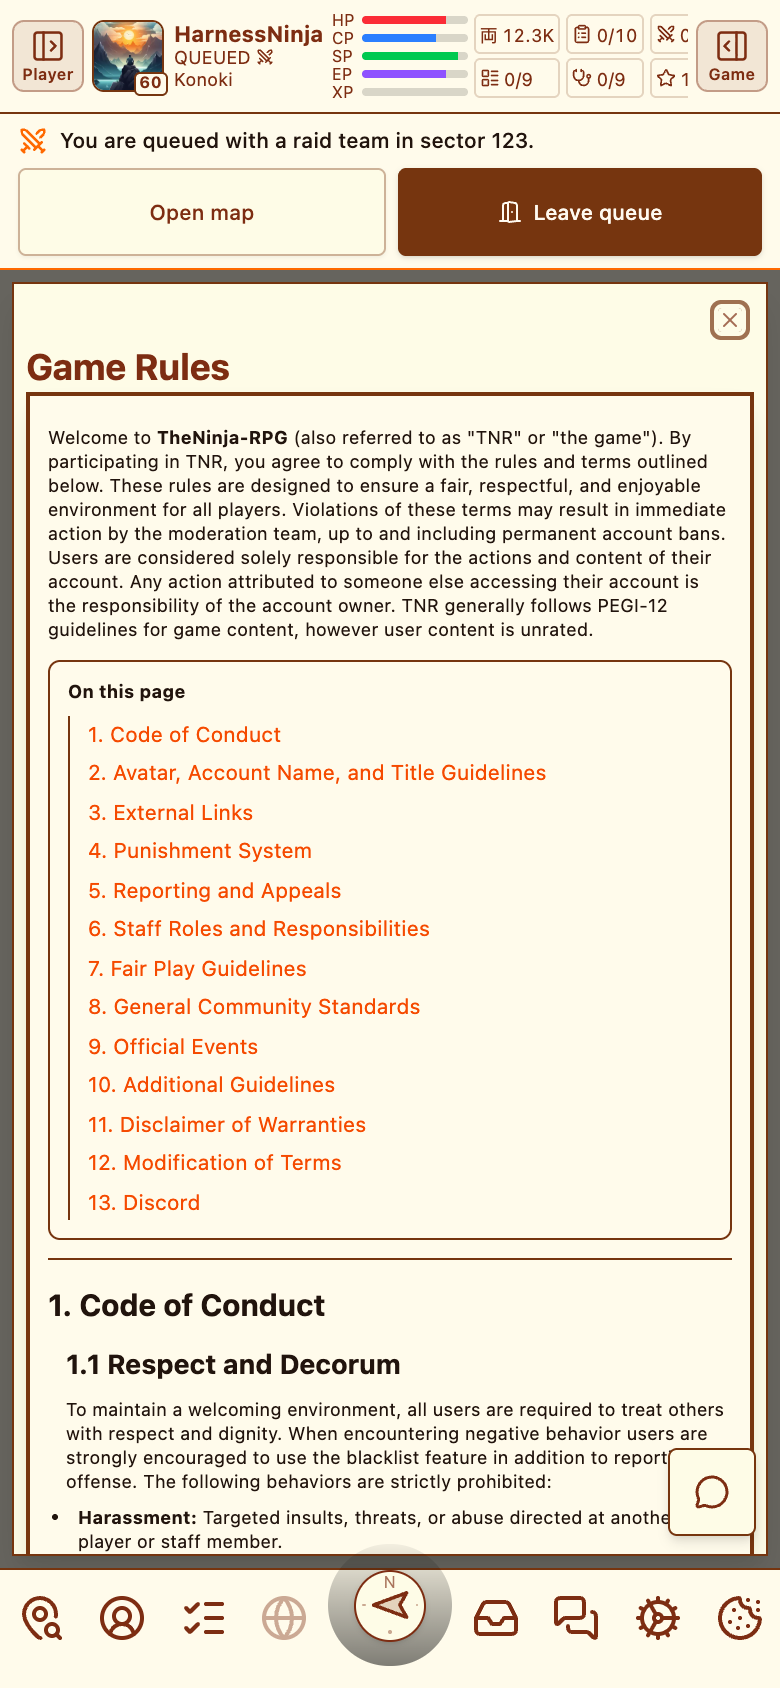 Player
60
HarnessNinja
QUEUED
Konoki
HP
CP
SP
EP
XP
両 12.3K
0/10
0/9
0/9
Game
You are queued with a raid team in sector 123.
Open map
Leave queue
Game Rules
Welcome to TheNinja-RPG (also referred to as "TNR" or "the game"). By
participating in TNR, you agree to comply with the rules and terms outlined
below. These rules are designed to ensure a fair, respectful, and enjoyable
environment for all players. Violations of these terms may result in immediate
action by the moderation team, up to and including permanent account bans.
Users are considered solely responsible for the actions and content of their
account. Any action attributed to someone else accessing their account is
the responsibility of the account owner. TNR generally follows PEGI-12
guidelines for game content, however user content is unrated.
On this page
1. Code of Conduct
2. Avatar, Account Name, and Title Guidelines
3. External Links
4. Punishment System
5. Reporting and Appeals
6. Staff Roles and Responsibilities
7. Fair Play Guidelines
8. General Community Standards
9. Official Events
10. Additional Guidelines
11. Disclaimer of Warranties
12. Modification of Terms
13. Discord
1. Code of Conduct
1.1 Respect and Decorum
To maintain a welcoming environment, all users are required to treat others
with respect and dignity. When encountering negative behavior users are
strongly encouraged to use the blacklist feature in addition to
offense. The following behaviors are strictly prohibited:
• Harassment: Targeted insults, threats, or abuse directed at
player or staff member.
N